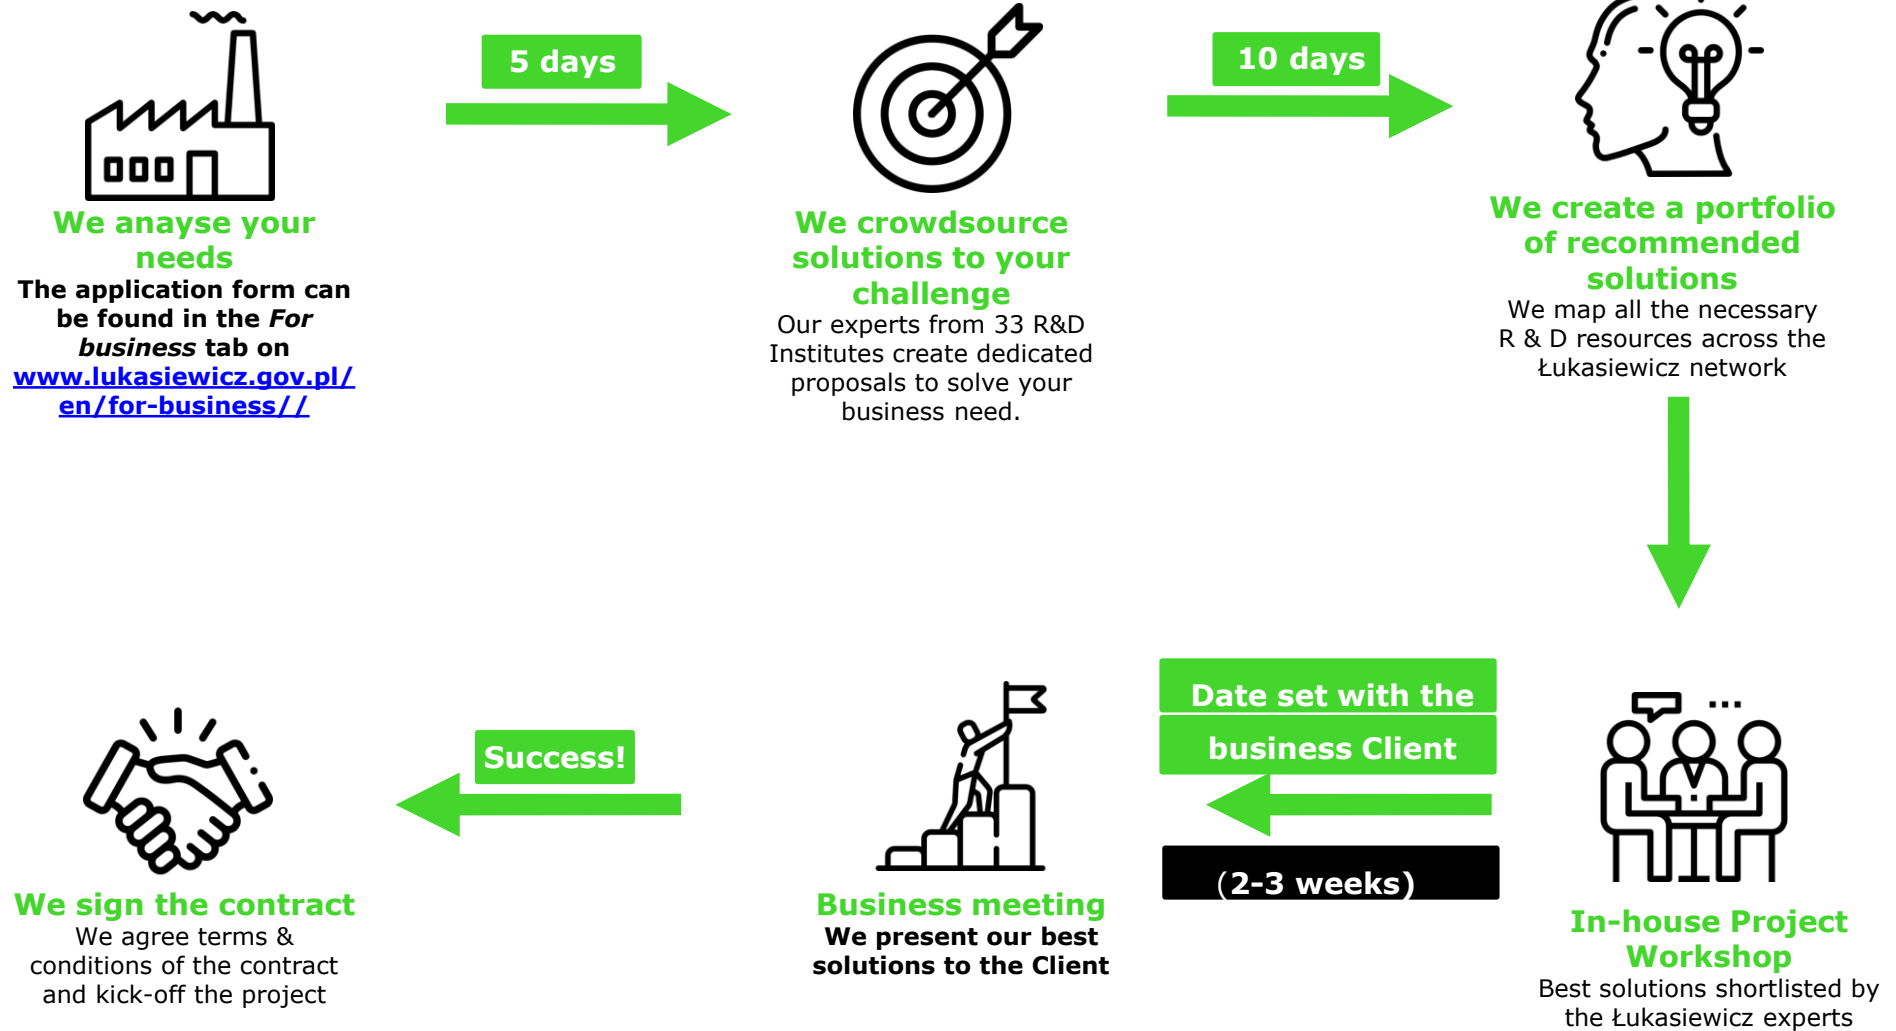 5 days
10 days
We anayse your
needs
The application form can
be found in the For
business tab on
www.lukasiewicz.gov.pl/
en/for-business//
We crowdsource
solutions to your
challenge
Our experts from 33 R&D
Institutes create dedicated
proposals to solve your
business need.
We create a portfolio
of recommended
solutions
We map all the necessary
R & D resources across the
Łukasiewicz network
Date set with the
business Client
(2-3 weeks)
Success!
In-house Project
Workshop
Best solutions shortlisted by
the Łukasiewicz experts
Business meeting
We present our best
solutions to the Client
We sign the contract
We agree terms &
conditions of the contract
and kick-off the project